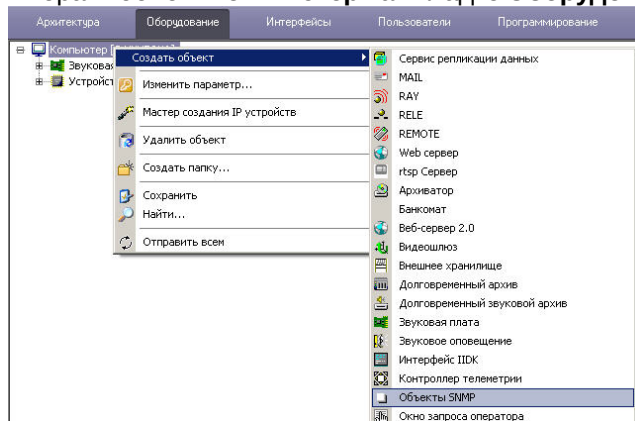 Архитектура Оборудование Интерфейсы Пользователи Программирование
Компьютер
Звуковая
Устройст
Создать объект
Изменить параметр...
Мастер создания IP устройств
Удалить объект
Создать папку...
Сохранить
Найти...
Отправить всем
Сервис репликации данных
MAIL
RAY
RELE
REMOTE
Web сервер
rtsp Сервер
Архиватор
Банкомат
Веб-сервер 2.0
Видеошлюз
Внешнее хранилище
Долговременный архив
Долговременный звуковой архив
Звуковая плата
Звуковое оповещение
Интерфейс IIDK
Контроллер телеметрии
Объекты SNMP
Окно запроса оператора